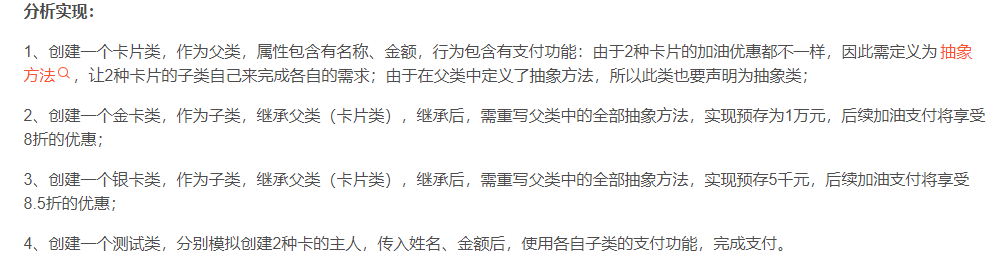 分析实现：
1、创建一个卡片类，作为父类，属性包含有名称、金额，行为包含有支付功能：由于2种卡片的加油优惠都不一样，因此需定义为 抽象
方法，让2种卡片的子类自己来完成各自的需求；由于在父类中定义了抽象方法，所以此类也要声明为抽象类；
2、创建一个金卡类，作为子类，继承父类（卡片类），继承后，需重写父类中的全部抽象方法，实现预存为1万元，后续加油支付将享受
8折的优惠；
3、创建一个银卡类，作为子类，继承父类（卡片类），继承后，需重写父类中的全部抽象方法，实现预存5千元，后续加油支付将享受
8.5折的优惠；
4、创建一个测试类，分别模拟创建2种卡的主人，传入姓名、金额后，使用各自子类的支付功能，完成支付。